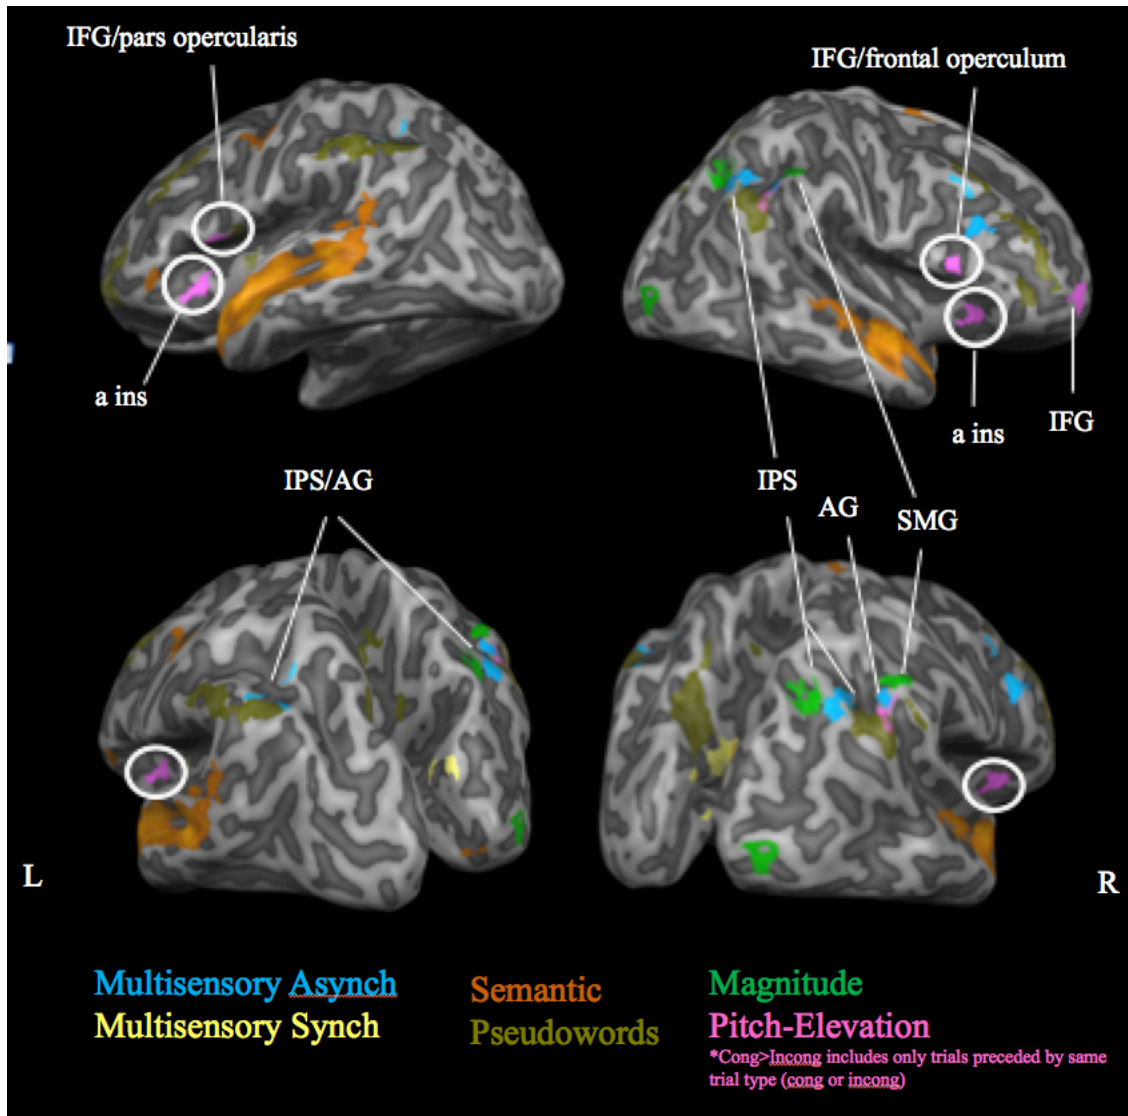 IFG/pars opercularis
IFG/frontal operculum
a ins
a ins
IFG
IPS/AG
IPS
AG
SMG
L
R
Multisensory Asynch
Multisensory Synch
Semantic
Pseudowords
Magnitude
Pitch-Elevation
*Cong>Incong includes only trials preceded by same
trial type (cong or incong)